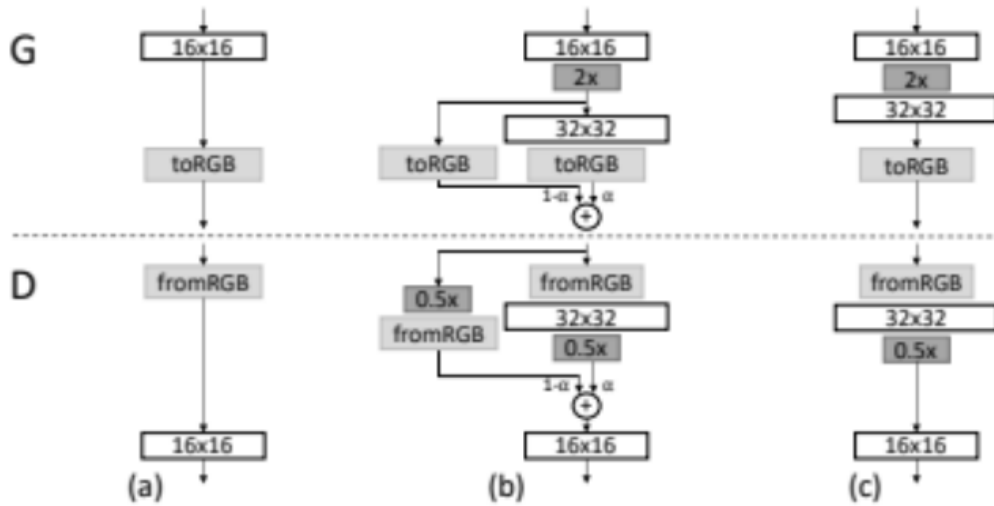 G
16x16
toRGB
16x16
2x
32x32
toRGB
toRGB
1-α
α
+
16x16
2x
32x32
toRGB
D
fromRGB
16x16
0.5x
fromRGB
fromRGB
32x32
0.5x
1-α
α
+
16x16
fromRGB
32x32
0.5x
16x16
(a)
(b)
(c)